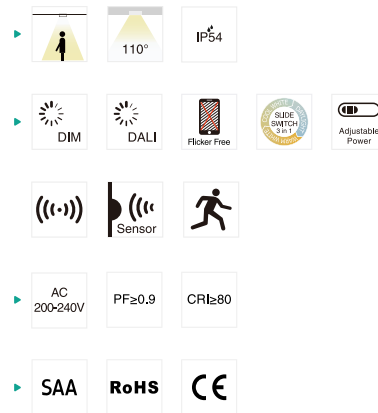 110°
IP54
DIM
DALI
Flicker Free
SLIDE
SWITCH
3 in 1
Adjustable
Power
Sensor
AC
200-240V
PF≥0.9
CRI≥80
SAA
RoHS
CE